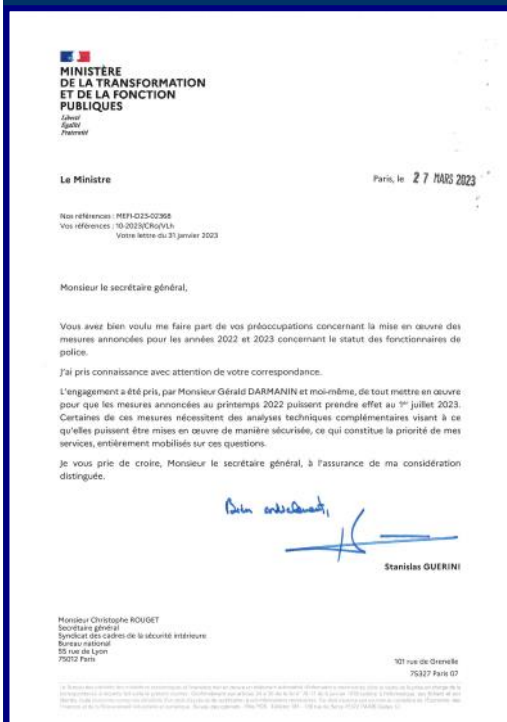 MINISTÈRE
DE LA TRANSFORMATION
ET DE LA FONCTION
PUBLIQUES
Liberté
Égalité
Fraternité
Le Ministre
Paris, le 27 MARS 2023
Nos références : MEFI-D23-02368
Vos références : 10-2023/CRo/VLh
Votre lettre du 31 janvier 2023
Monsieur le secrétaire général,
Vous avez bien voulu me faire part de vos préoccupations concernant la mise en œuvre des
mesures annoncées pour les années 2022 et 2023 concernant le statut des fonctionnaires de
police.
J'ai pris connaissance avec attention de votre correspondance.
L'engagement a été pris, par Monsieur Gérald DARMANIN et moi-même, de tout mettre en œuvre
pour que les mesures annoncées au printemps 2022 puissent prendre effet au 1er juillet 2023.
Certaines de ces mesures nécessitent des analyses techniques complémentaires visant à ce
qu'elles puissent être mises en œuvre de manière sécurisée, ce qui constitue la priorité de mes
services, entièrement mobilisés sur ces questions.
Je vous prie de croire, Monsieur le secrétaire général, à l'assurance de ma considération
distinguée.
Bien
Stanislas GUERINI
Monsieur Christophe ROUGET
Secrétaire général
Syndicat des cadres de la sécurité intérieure
Bureau national
55 rue de Lyon
75012 Paris
101 rue de Grenelle
75327 Paris 07